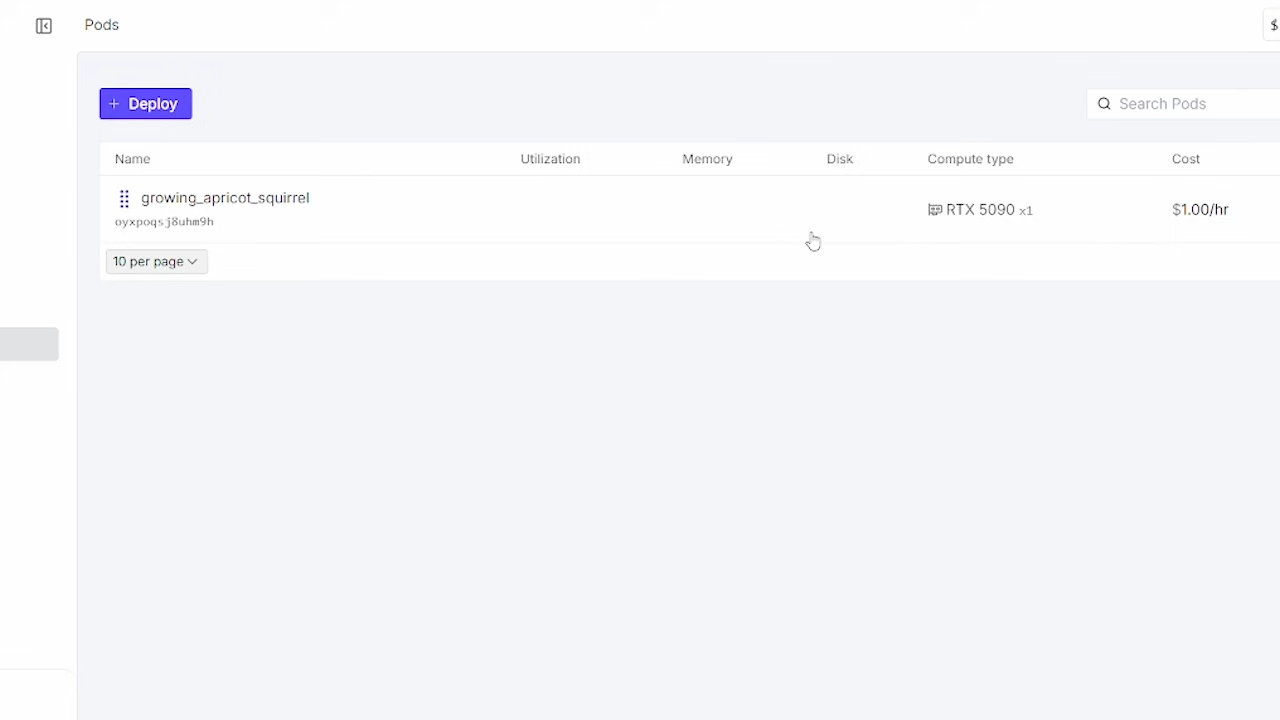 Pods
$
+ Deploy
Search Pods
Name Utilization Memory Disk Compute type Cost
growing_apricot_squirrel
oyxpoqsj8uhm9h
RTX 5090 x1
$1.00/hr
10 per page